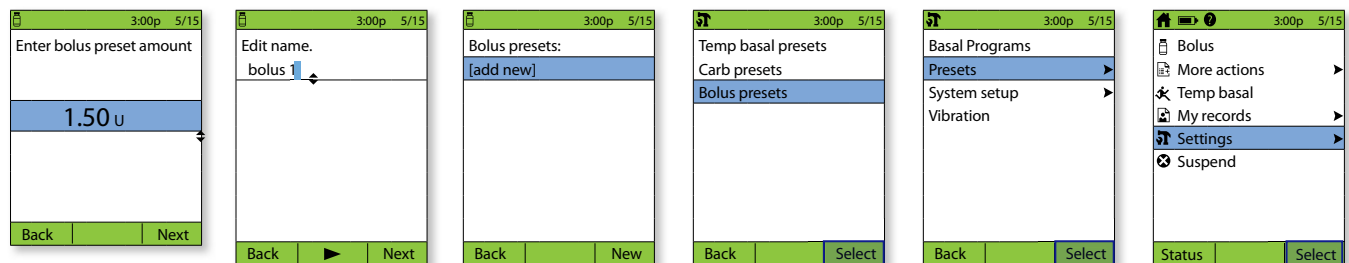 3:00p 5/15
Enter bolus preset amount
1.50 U
Back Next
3:00p 5/15
Edit name.
bolus 1
Back Next
3:00p 5/15
Bolus presets:
[add new]
Back New
3:00p 5/15
Temp basal presets
Carb presets
Bolus presets
Back Select
3:00p 5/15
Basal Programs
Presets
System setup
Vibration
Back Select
3:00p 5/15
Bolus
More actions
Temp basal
My records
Settings
Suspend
Status Select